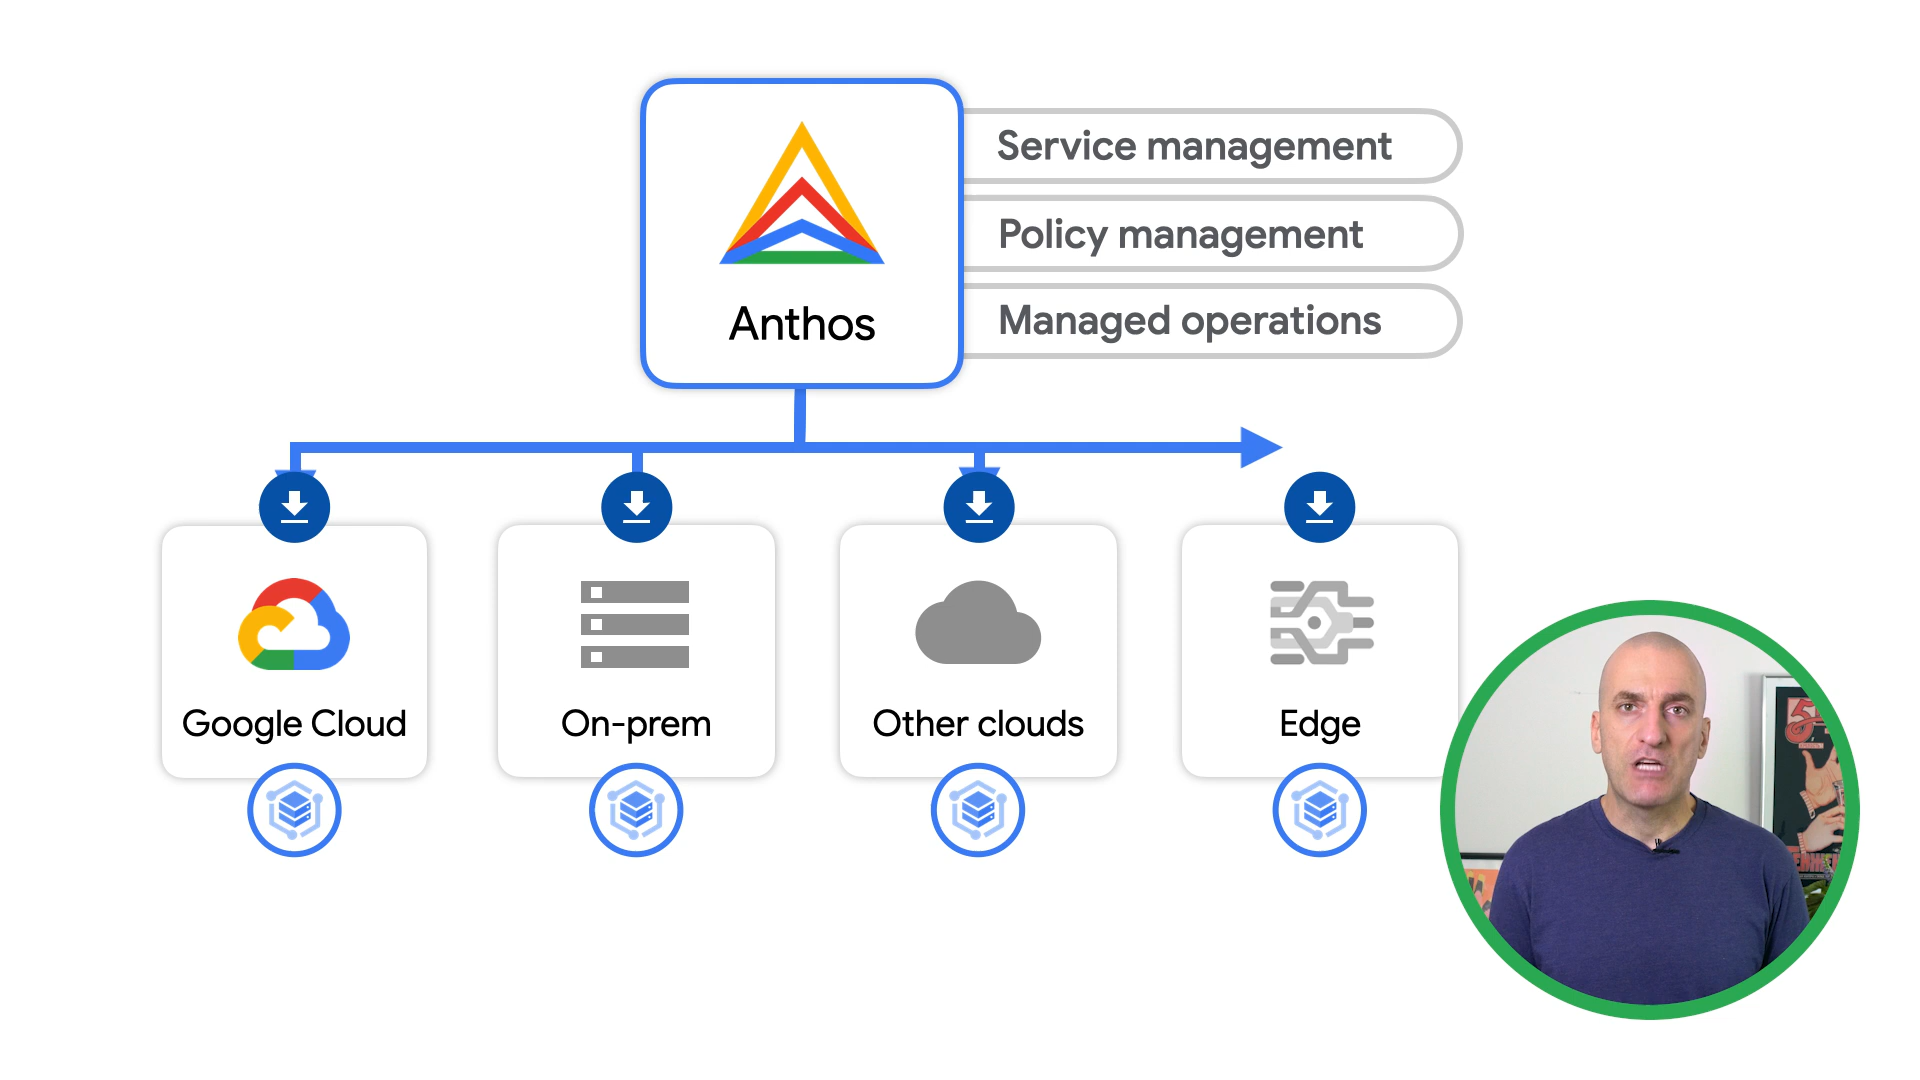 Anthos
Service management
Policy management
Managed operations
Google Cloud
On-prem
Other clouds
Edge